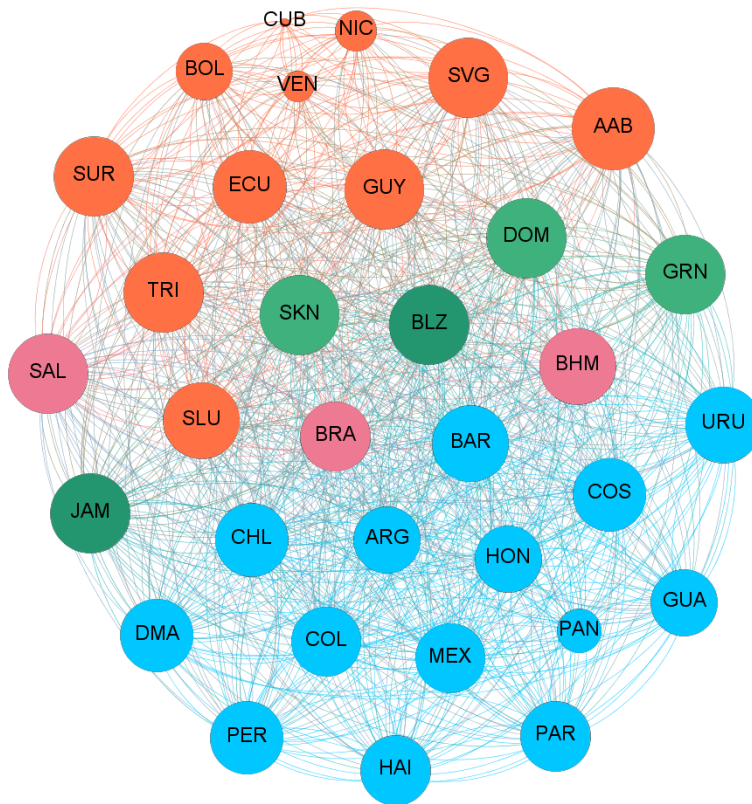 CUB
NIC
BOL
VEN
SVG
AAB
SUR
ECU
GUY
DOM
GRN
TRI
SKN
BLZ
SAL
BHM
SLU
BRA
BAR
URU
JAM
COS
CHL
ARG
HON
GUA
DMA
COL
MEX
PAN
PER
HAI
PAR